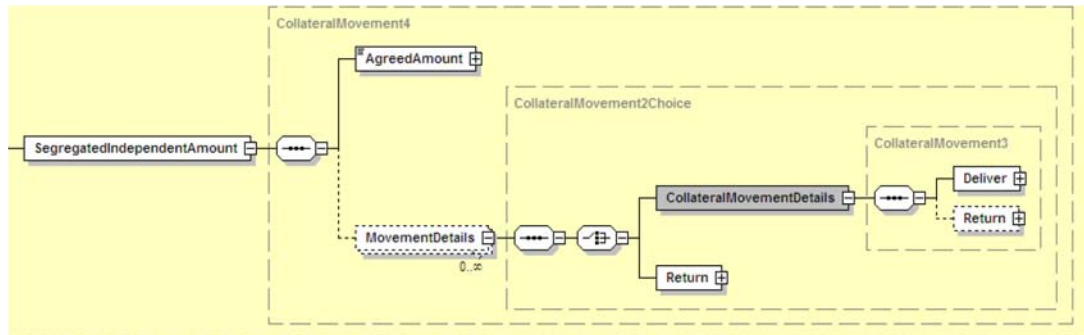 CollateralMovement4
AgreedAmount
CollateralMovement2Choice
SegregatedIndependentAmount
CollateralMovement3
Deliver
CollateralMovementDetails
Return
MovementDetails
0..∞
Return